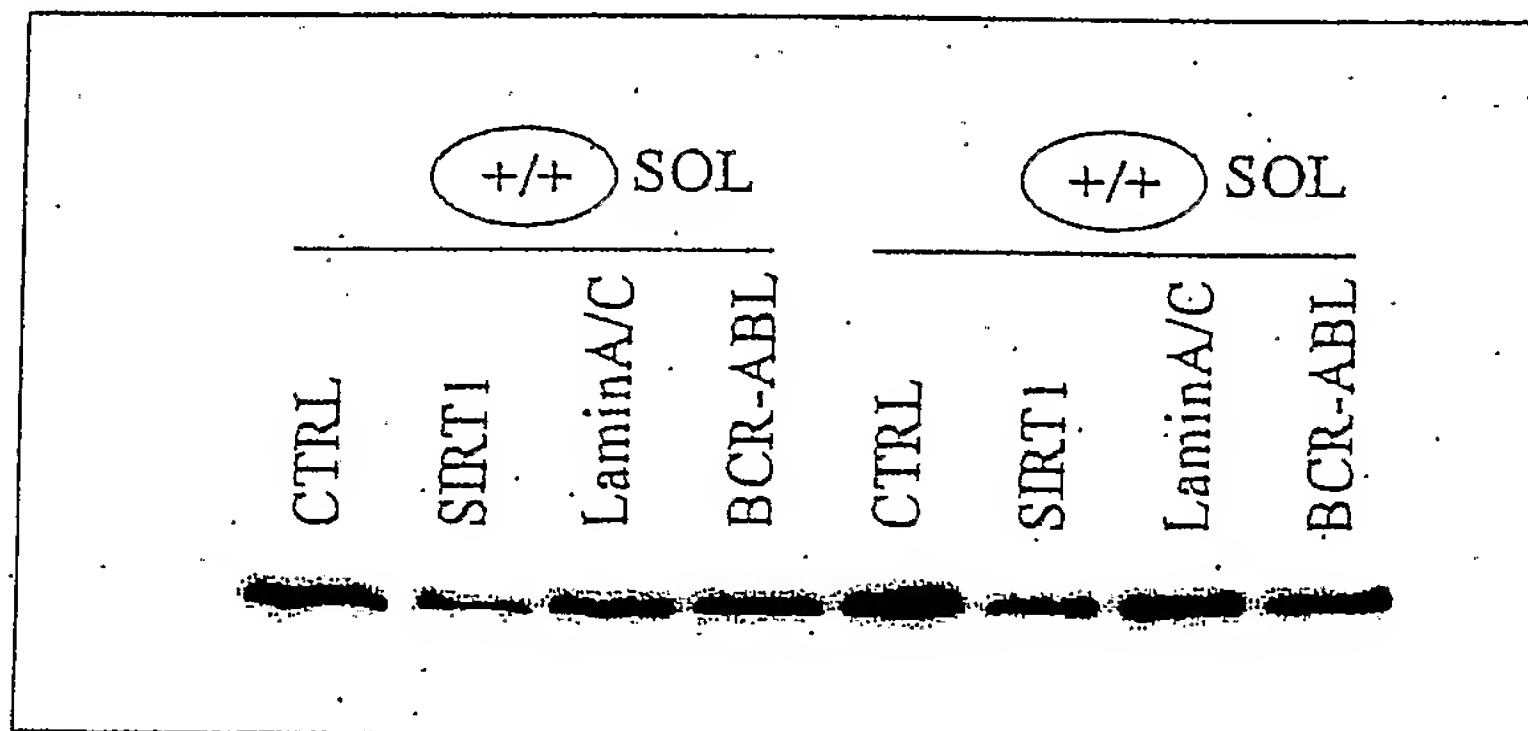 +/+ SOL +/+ SOL
CTRL SIRT1 LaminA/C BCR-ABL CTRL SIRT1 LaminA/C BCR-ABL